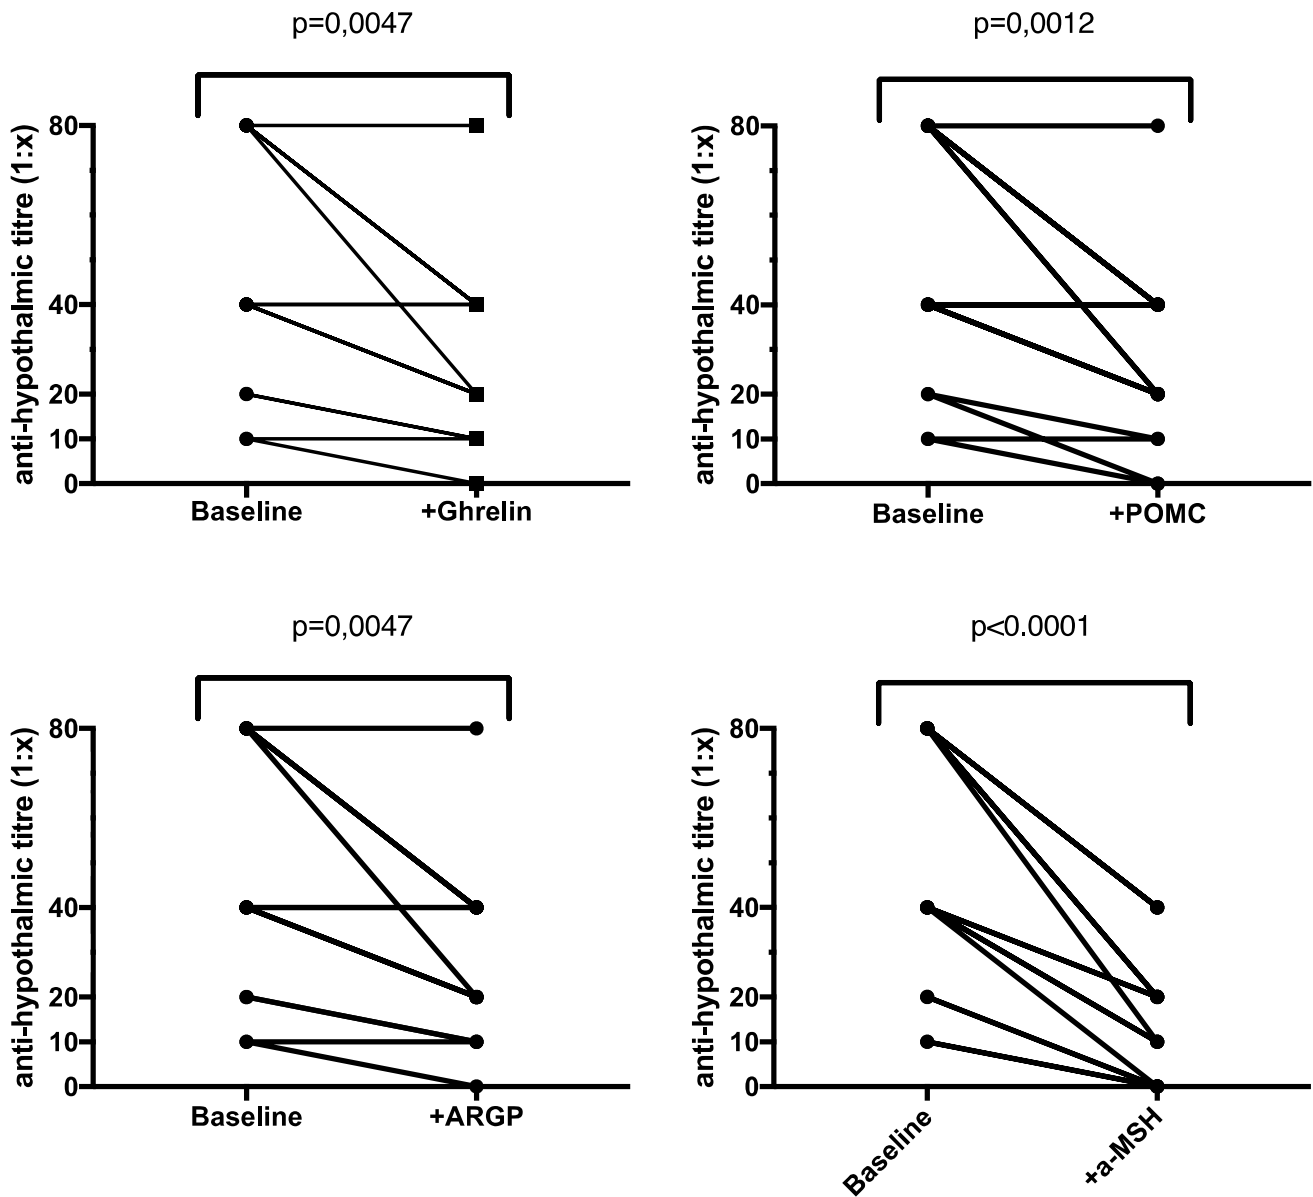 p=0,0047
anti-hypothalmic titre (1:x)
80
40
20
10
0
Baseline +Ghrelin
p=0,0012
anti-hypothalmic titre (1:x)
80
40
20
10
0
Baseline +POMC
p=0,0047
anti-hypothalmic titre (1:x)
80
40
20
10
0
Baseline +ARGP
p<0.0001
anti-hypothalmic titre (1:x)
80
40
20
10
0
Baseline +a-MSH